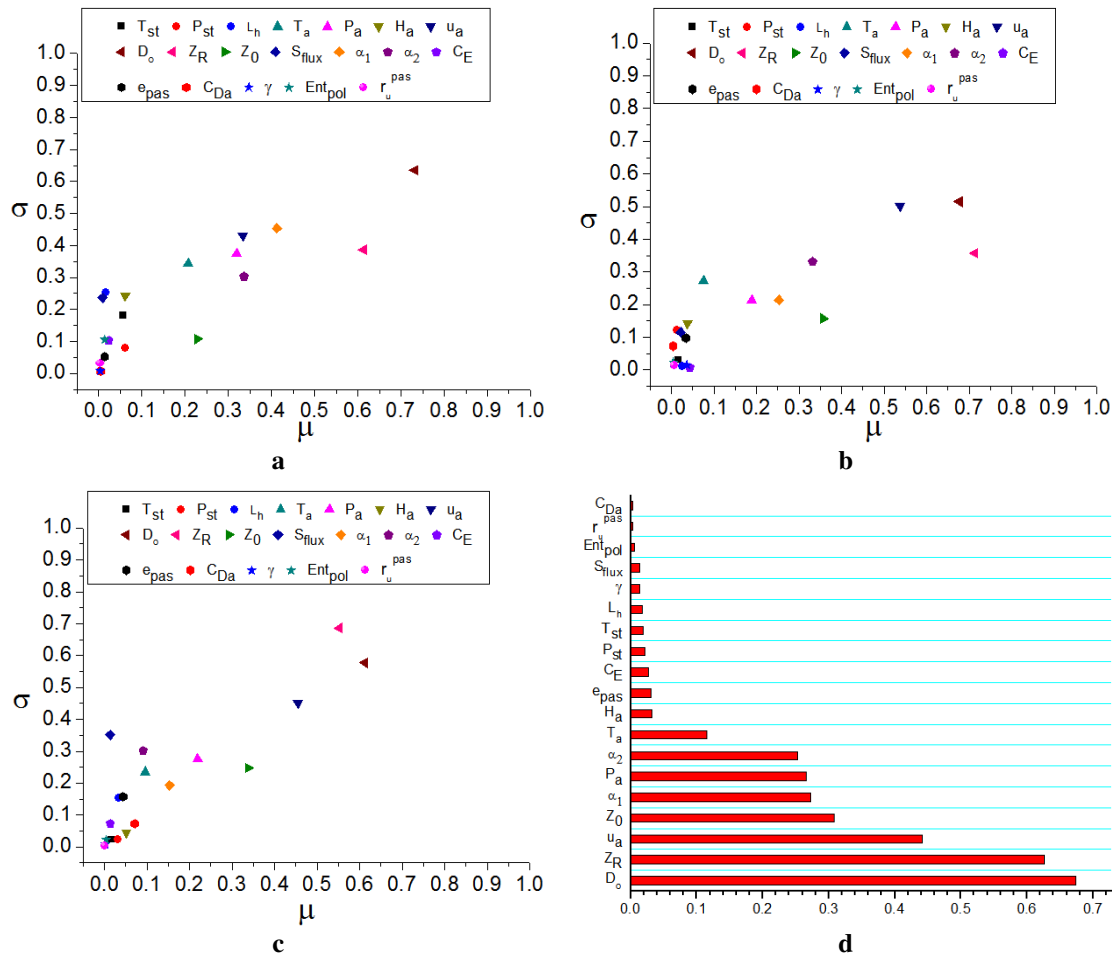 T_st P_st L_h T_a P_a H_a u_a
D_o Z_R Z_0 S_flux α_1 α_2 C_E
e_pas C_Da γ Ent_pol r_u^pas
1.0
0.9
0.8
0.7
0.6
0.5
0.4
0.3
0.2
0.1
0.0
σ
0.0 0.1 0.2 0.3 0.4 0.5 0.6 0.7 0.8 0.9 1.0
μ
a
T_st P_st L_h T_a P_a H_a u_a
D_o Z_R Z_0 S_flux α_1 α_2 C_E
e_pas C_Da γ Ent_pol r_u^pas
1.0
0.9
0.8
0.7
0.6
0.5
0.4
0.3
0.2
0.1
0.0
σ
0.0 0.1 0.2 0.3 0.4 0.5 0.6 0.7 0.8 0.9 1.0
μ
b
T_st P_st L_h T_a P_a H_a u_a
D_o Z_R Z_0 S_flux α_1 α_2 C_E
e_pas C_Da γ Ent_pol r_u^pas
1.0
0.9
0.8
0.7
0.6
0.5
0.4
0.3
0.2
0.1
0.0
σ
0.0 0.1 0.2 0.3 0.4 0.5 0.6 0.7 0.8 0.9 1.0
μ
c
C_Da
r_u^pas
Ent_pol
S_flux
γ
L_h
T_st
P_st
C_E
e_pas
H_a
T_a
α_2
P_a
α_1
Z_0
u_a
Z_R
D_o
0.0 0.1 0.2 0.3 0.4 0.5 0.6 0.7
d